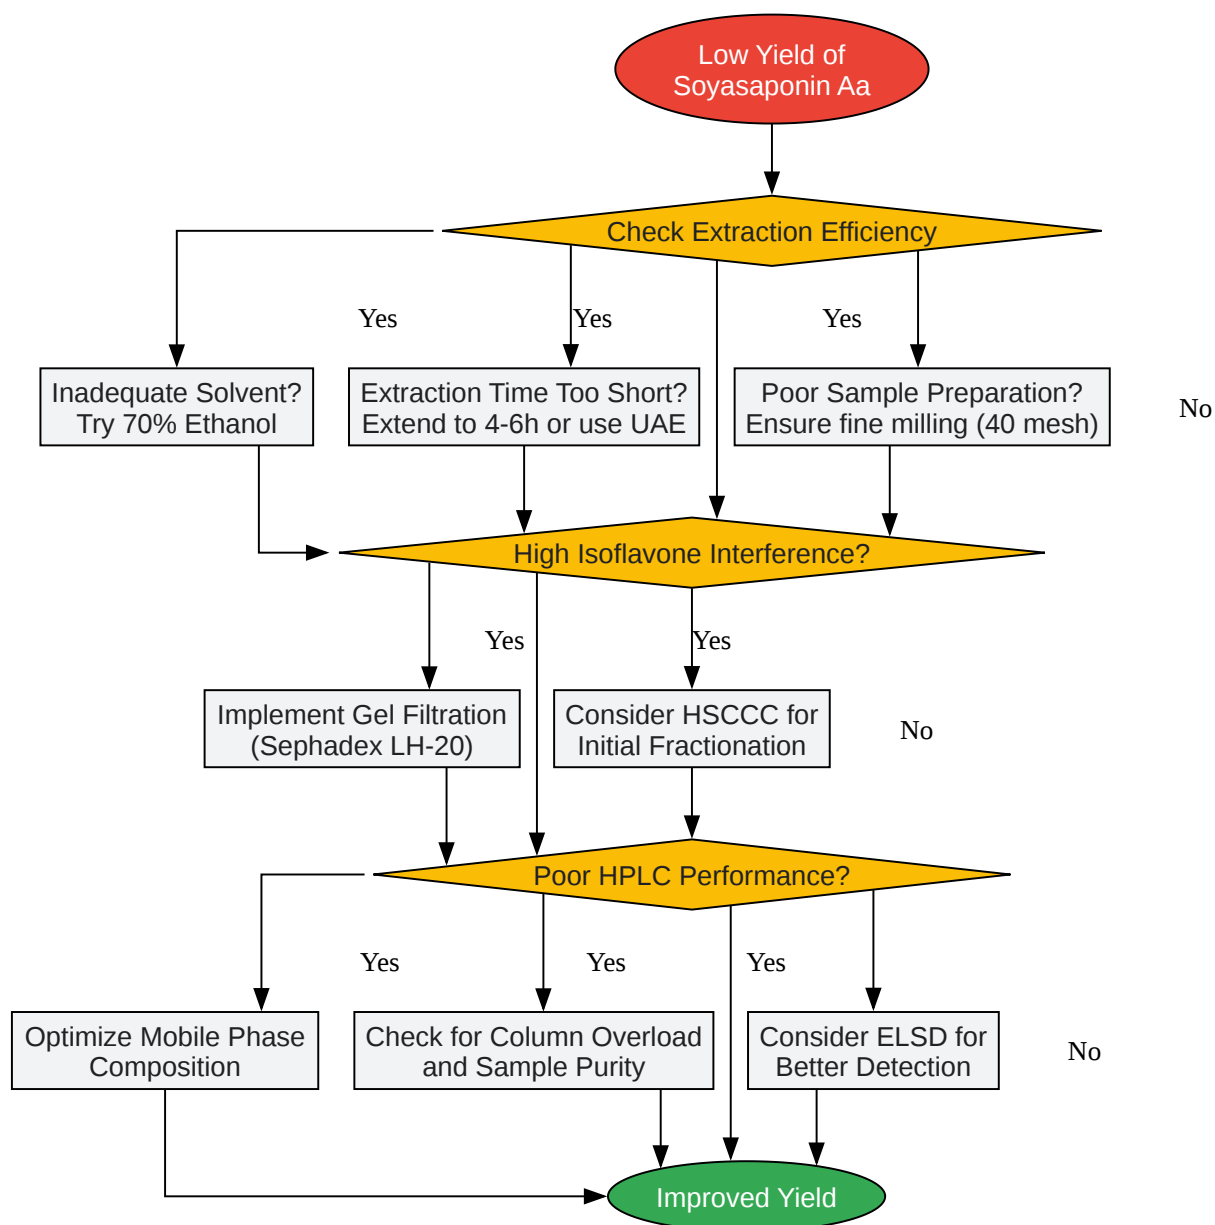 Low Yield of
Soyasaponin Aa
Check Extraction Efficiency
Yes
Yes
Yes
Inadequate Solvent?
Try 70% Ethanol
Extraction Time Too Short?
Extend to 4-6h or use UAE
Poor Sample Preparation?
Ensure fine milling (40 mesh)
No
High Isoflavone Interference?
Yes
Yes
Implement Gel Filtration
(Sephadex LH-20)
Consider HSCCC for
Initial Fractionation
No
Poor HPLC Performance?
Yes
Yes
Yes
Optimize Mobile Phase
Composition
Check for Column Overload
and Sample Purity
Consider ELSD for
Better Detection
No
Improved Yield